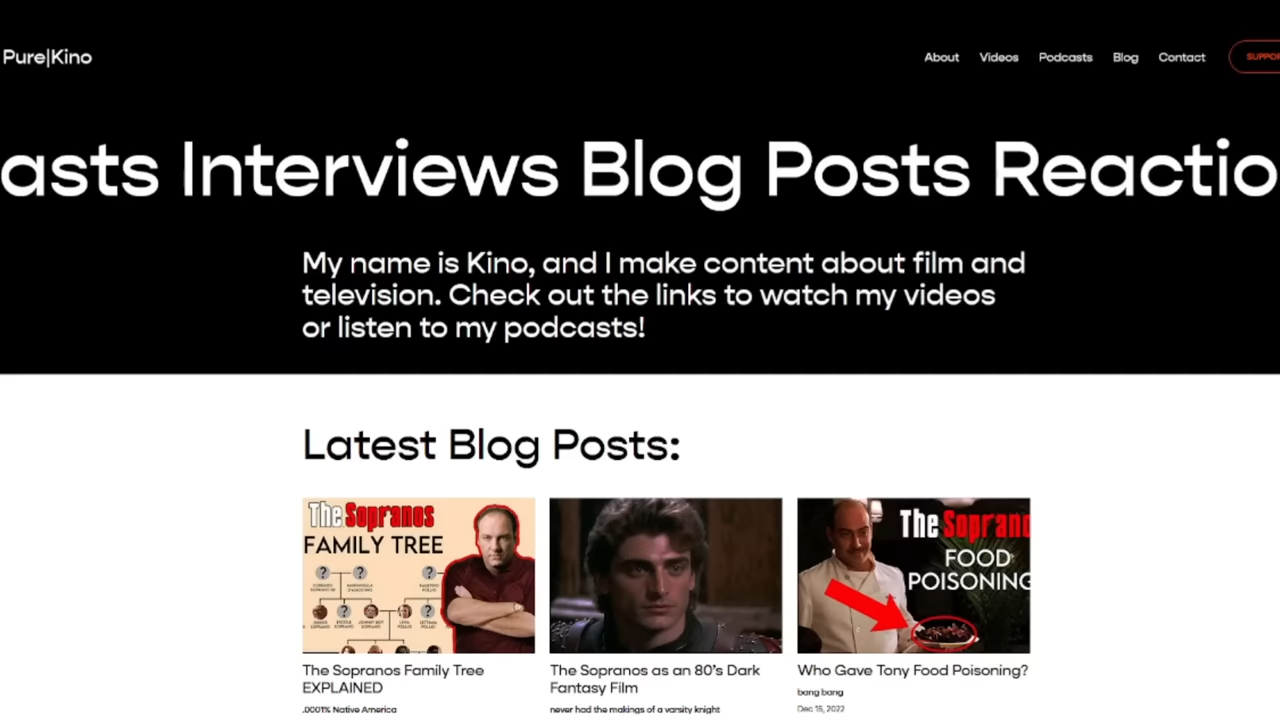 Pure|Kino
About Videos Podcasts Blog Contact SUPPOR
asts Interviews Blog Posts Reactio
My name is Kino, and I make content about film and
television. Check out the links to watch my videos
or listen to my podcasts!
Latest Blog Posts:
The Sopranos
FAMILY TREE
The Soprano
FOOD
POISONING
The Sopranos Family Tree
EXPLAINED
.0001% Native America
The Sopranos as an 80's Dark
Fantasy Film
never had the makings of a varsity knight
Who Gave Tony Food Poisoning?
bang bang
Dec 15, 2022